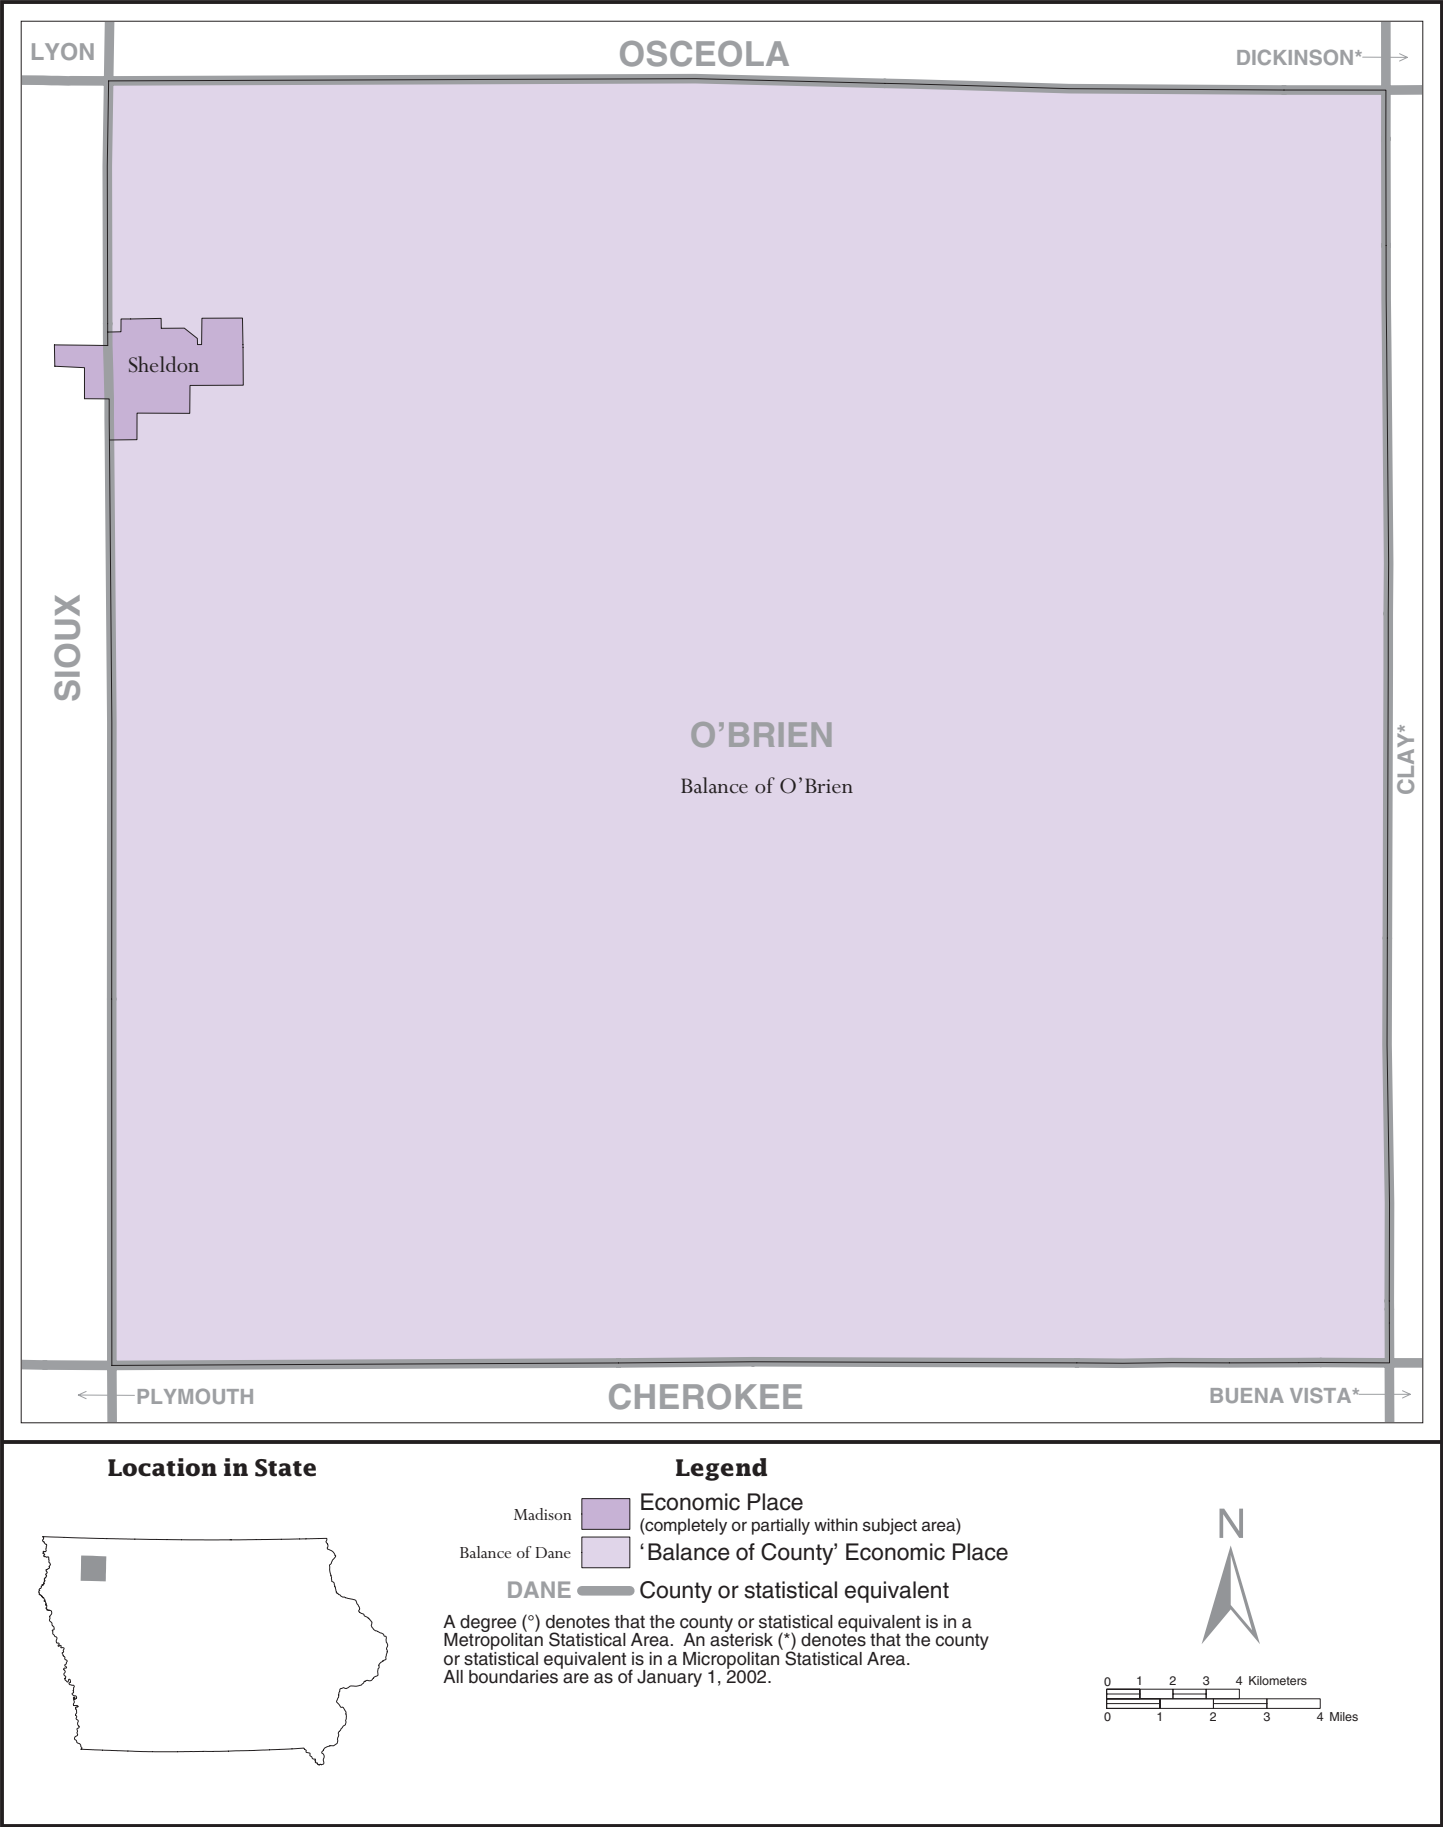 LYON
OSCEOLA
DICKINSON*
Sheldon
SIOUX
O’BRIEN
Balance of O’Brien
CLAY*
PLYMOUTH
CHEROKEE
BUENA VISTA*
Location in State
Legend
Madison
Economic Place
(completely or partially within subject area)
Balance of Dane
‘Balance of County’ Economic Place
DANE
County or statistical equivalent
A degree (°) denotes that the county or statistical equivalent is in a
Metropolitan Statistical Area.  An asterisk (*) denotes that the county
or statistical equivalent is in a Micropolitan Statistical Area.
All boundaries are as of January 1, 2002.
N
0 1 2 3 4 Kilometers
0 1 2 3 4 Miles